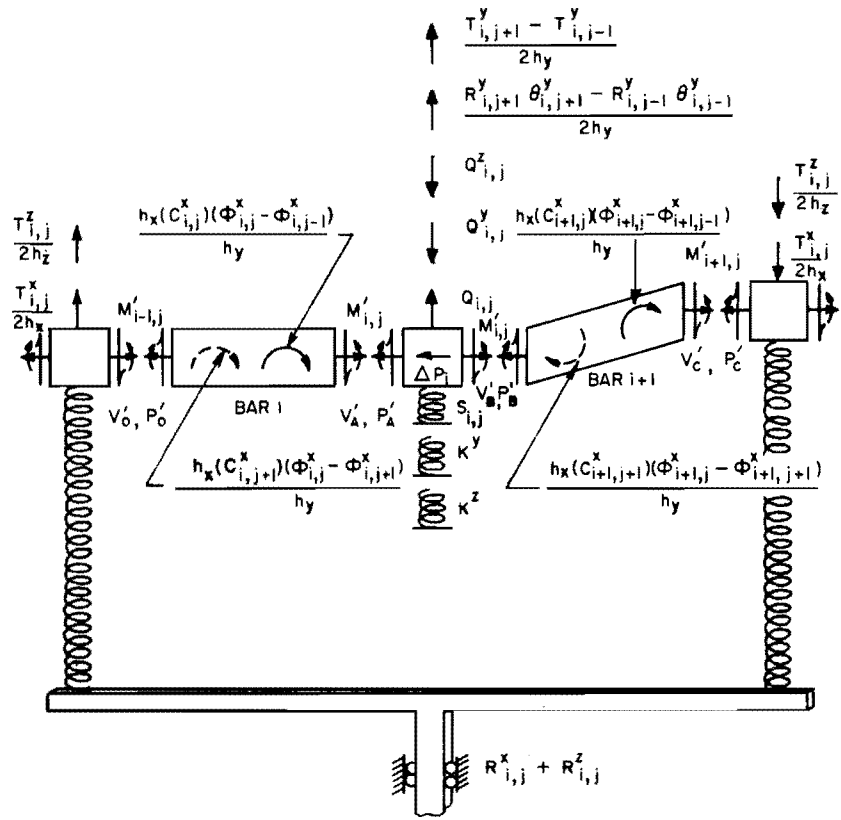 T^y_{i,j+1} − T^y_{i,j−1}
2h_y
R^y_{i,j+1} θ^y_{i,j+1} − R^y_{i,j−1} θ^y_{i,j−1}
2h_y
Q^z_{i,j}
T^z_{i,j}
2h_z
h_x(C^x_{i,j})(Φ^x_{i,j} − Φ^x_{i,j−1})
h_y
Q^y_{i,j}
h_x(C^x_{i+1,j})(Φ^x_{i+1,j} − Φ^x_{i+1,j−1})
h_y
T^z_{i,j}
2h_z
T^x_{i,j}
2h_x
M'_{i−1,j}
M'_{i,j}
Q_{i,j}
M'_{i,j}
M'_{i+1,j}
T^x_{i,j}
2h_x
ΔP_i
V'_O, P'_O
BAR i
V'_A, P'_A
S_{i,j}
V'_B, P'_B
BAR i+1
V'_C, P'_C
h_x(C^x_{i,j+1})(Φ^x_{i,j} − Φ^x_{i,j+1})
h_y
K^y
h_x(C^x_{i+1,j+1})(Φ^x_{i+1,j} − Φ^x_{i+1,j+1})
h_y
K^z
R^x_{i,j} + R^z_{i,j}